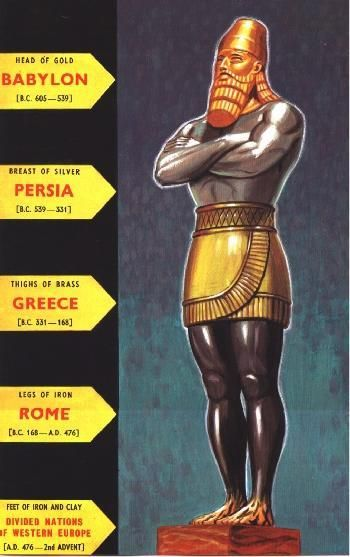 HEAD OF GOLD
BABYLON
[B.C. 605—539]
BREAST OF SILVER
PERSIA
[B.C. 539—331]
THIGHS OF BRASS
GREECE
[B.C. 331—168]
LEGS OF IRON
ROME
[B.C. 168—A.D. 476]
FEET OF IRON AND CLAY
DIVIDED NATIONS
OF WESTERN EUROPE
[A.D. 476—2nd ADVENT]